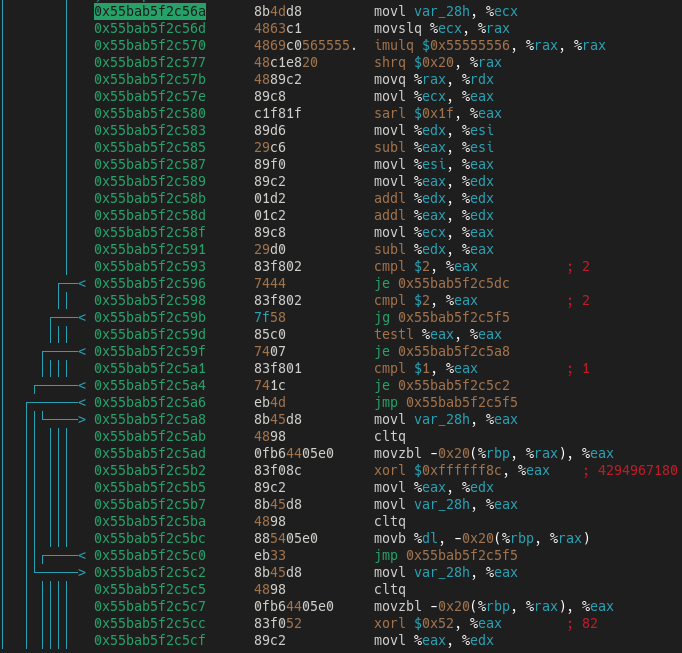 0x55bab5f2c56a 8b4dd8 movl var_28h, %ecx
0x55bab5f2c56d 4863c1 movslq %ecx, %rax
0x55bab5f2c570 4869c0565555. imulq $0x55555556, %rax, %rax
0x55bab5f2c577 48c1e820 shrq $0x20, %rax
0x55bab5f2c57b 4889c2 movq %rax, %rdx
0x55bab5f2c57e 89c8 movl %ecx, %eax
0x55bab5f2c580 c1f81f sarl $0x1f, %eax
0x55bab5f2c583 89d6 movl %edx, %esi
0x55bab5f2c585 29c6 subl %eax, %esi
0x55bab5f2c587 89f0 movl %esi, %eax
0x55bab5f2c589 89c2 movl %eax, %edx
0x55bab5f2c58b 01d2 addl %edx, %edx
0x55bab5f2c58d 01c2 addl %eax, %edx
0x55bab5f2c58f 89c8 movl %ecx, %eax
0x55bab5f2c591 29d0 subl %edx, %eax
0x55bab5f2c593 83f802 cmpl $2, %eax ; 2
0x55bab5f2c596 7444 je 0x55bab5f2c5dc
0x55bab5f2c598 83f802 cmpl $2, %eax ; 2
0x55bab5f2c59b 7f58 jg 0x55bab5f2c5f5
0x55bab5f2c59d 85c0 testl %eax, %eax
0x55bab5f2c59f 7407 je 0x55bab5f2c5a8
0x55bab5f2c5a1 83f801 cmpl $1, %eax ; 1
0x55bab5f2c5a4 741c je 0x55bab5f2c5c2
0x55bab5f2c5a6 eb4d jmp 0x55bab5f2c5f5
0x55bab5f2c5a8 8b45d8 movl var_28h, %eax
0x55bab5f2c5ab 4898 cltq
0x55bab5f2c5ad 0fb64405e0 movzbl -0x20(%rbp, %rax), %eax
0x55bab5f2c5b2 83f08c xorl $0xffffff8c, %eax ; 4294967180
0x55bab5f2c5b5 89c2 movl %eax, %edx
0x55bab5f2c5b7 8b45d8 movl var_28h, %eax
0x55bab5f2c5ba 4898 cltq
0x55bab5f2c5bc 885405e0 movb %dl, -0x20(%rbp, %rax)
0x55bab5f2c5c0 eb33 jmp 0x55bab5f2c5f5
0x55bab5f2c5c2 8b45d8 movl var_28h, %eax
0x55bab5f2c5c5 4898 cltq
0x55bab5f2c5c7 0fb64405e0 movzbl -0x20(%rbp, %rax), %eax
0x55bab5f2c5cc 83f052 xorl $0x52, %eax ; 82
0x55bab5f2c5cf 89c2 movl %eax, %edx